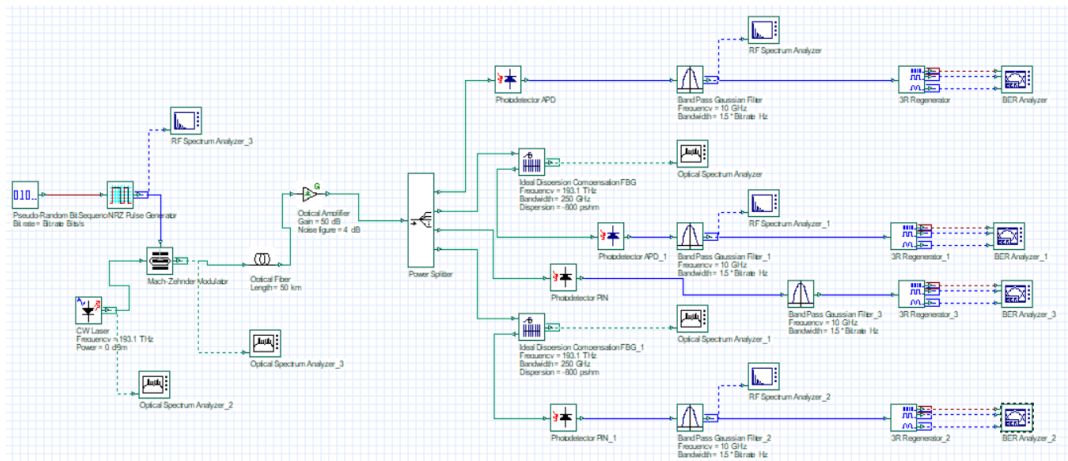 RF Spectrum Analyzer
Photodetector APD
Band Pass Gaussian Filter
Frequency = 10 GHz
Bandwidth = 1.5 * Bitrate Hz
3R Regenerator
BER Analyzer
RF Spectrum Analyzer_3
Optical Spectrum Analyzer
Ideal Dispersion Compensation FBG
Frequency = 193.1 THz
Bandwidth = 250 GHz
Dispersion = -800 ps/nm
Pseudo-Random Bit Sequenc
NRZ Pulse Generator
Bit rate = Bit rate Bits/s
G
Optical Amplifier
Gain = 50 dB
Noise figure = 4 dB
RF Spectrum Analyzer_1
Photodetector APD_1
Band Pass Gaussian Filter_1
Frequency = 10 GHz
Bandwidth = 1.5 * Bitrate Hz
3R Regenerator_1
BER Analyzer_1
Power Splitter
Mach-Zehnder Modulator
Optical Fiber
Length = 50 km
Photodetector PIN
Band Pass Gaussian Filter_3
Frequency = 10 GHz
Bandwidth = 1.5 * Bitrate Hz
3R Regenerator_3
BER Analyzer_3
CW Laser
Frequency = 193.1 THz
Power = 0 dBm
Optical Spectrum Analyzer_1
Ideal Dispersion Compensation FBG_1
Frequency = 193.1 THz
Bandwidth = 250 GHz
Dispersion = -800 ps/nm
Optical Spectrum Analyzer_3
Optical Spectrum Analyzer_2
RF Spectrum Analyzer_2
Photodetector PIN_1
Band Pass Gaussian Filter_2
Frequency = 10 GHz
Bandwidth = 1.5 * Bitrate Hz
3R Regenerator_2
BER Analyzer_2